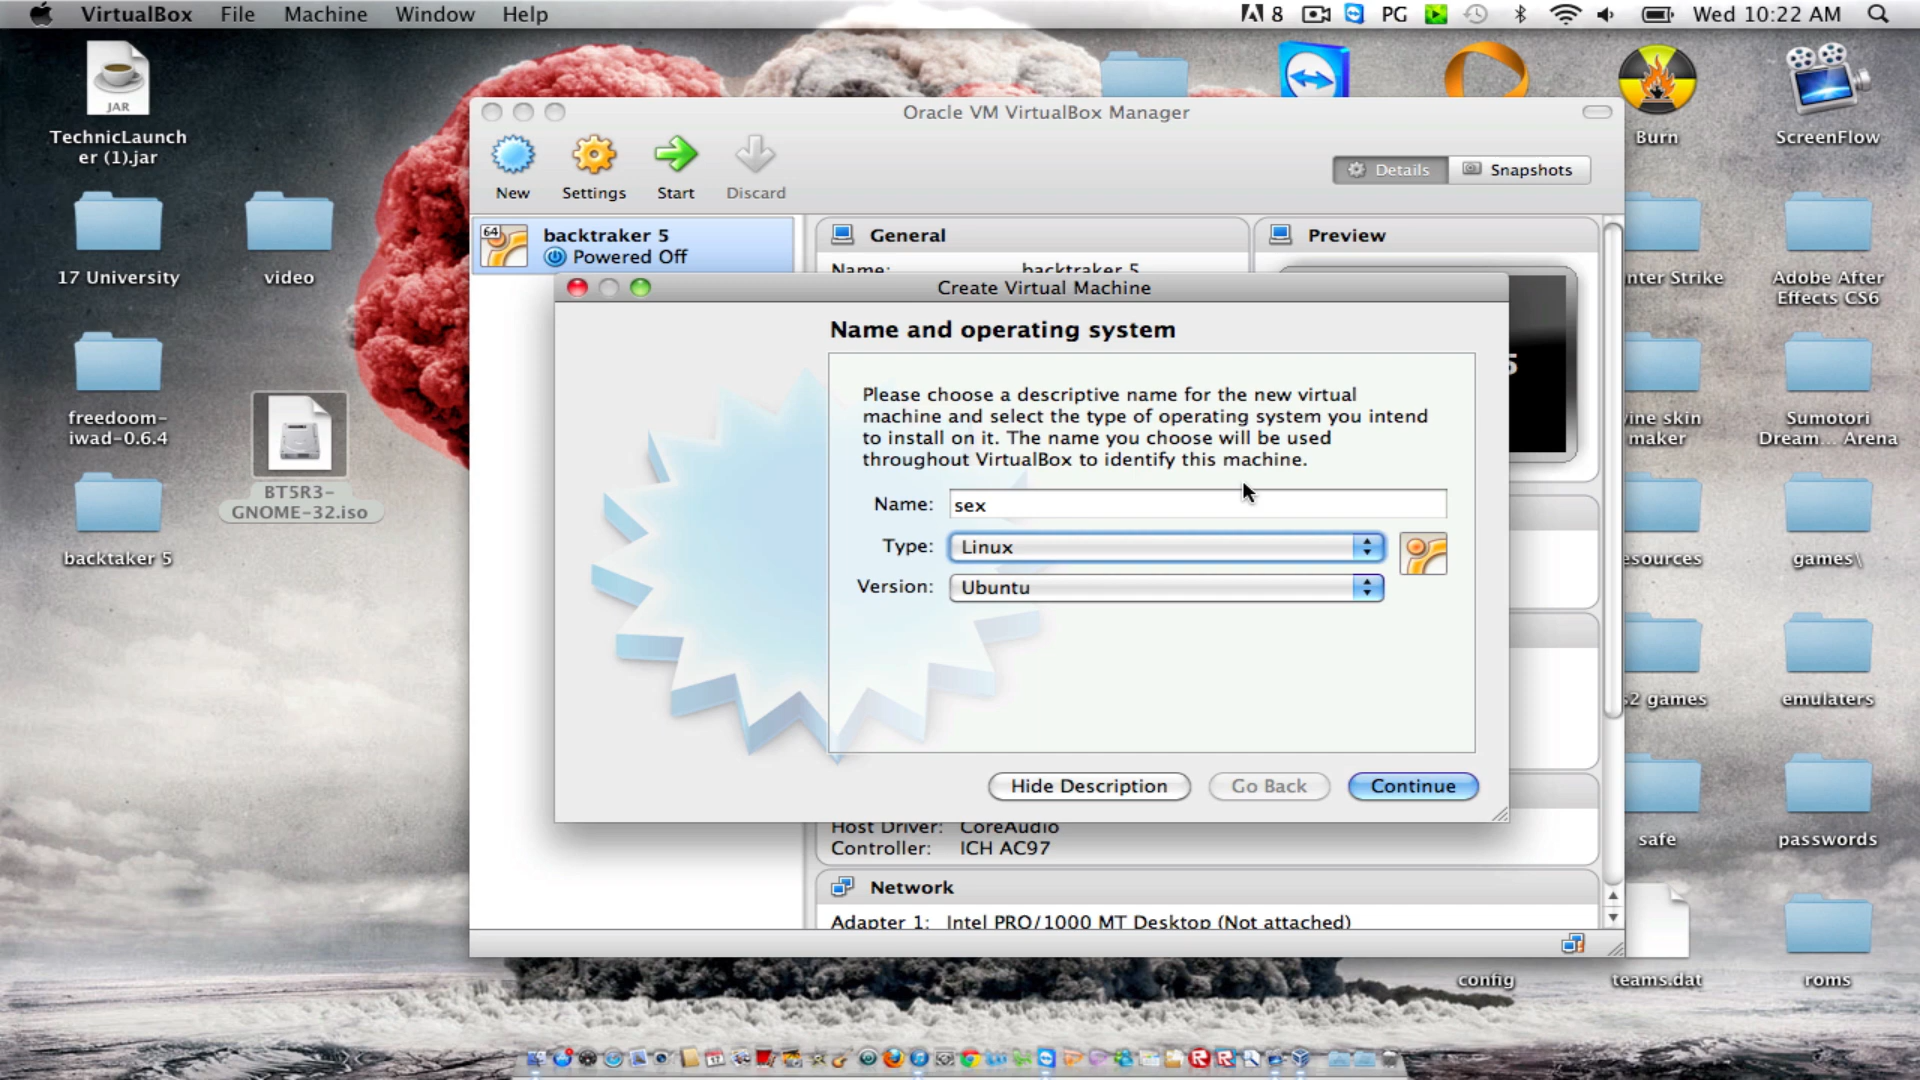 VirtualBox File Machine Window Help
8 PG Wed 10:22 AM
JAR
TechnicLaunch
er (1).jar
17 University
video
freedoom-
iwad-0.6.4
BT5R3-
GNOME-32.iso
backtaker 5
Oracle VM VirtualBox Manager
New Settings Start Discard
Details Snapshots
64
backtraker 5
Powered Off
General
Name: backtraker 5
Preview
5
Create Virtual Machine
Name and operating system
Please choose a descriptive name for the new virtual
machine and select the type of operating system you intend
to install on it. The name you choose will be used
throughout VirtualBox to identify this machine.
Name: sex
Type: Linux
Version: Ubuntu
Hide Description Go Back Continue
Host Driver: CoreAudio
Controller: ICH AC97
Network
Adapter 1: Intel PRO/1000 MT Desktop (Not attached)
Burn
ScreenFlow
nter Strike
Adobe After
Effects CS6
ine skin
maker
Sumotori
Dream... Arena
esources
games\
s2 games
emulaters
safe
passwords
config
teams.dat
roms